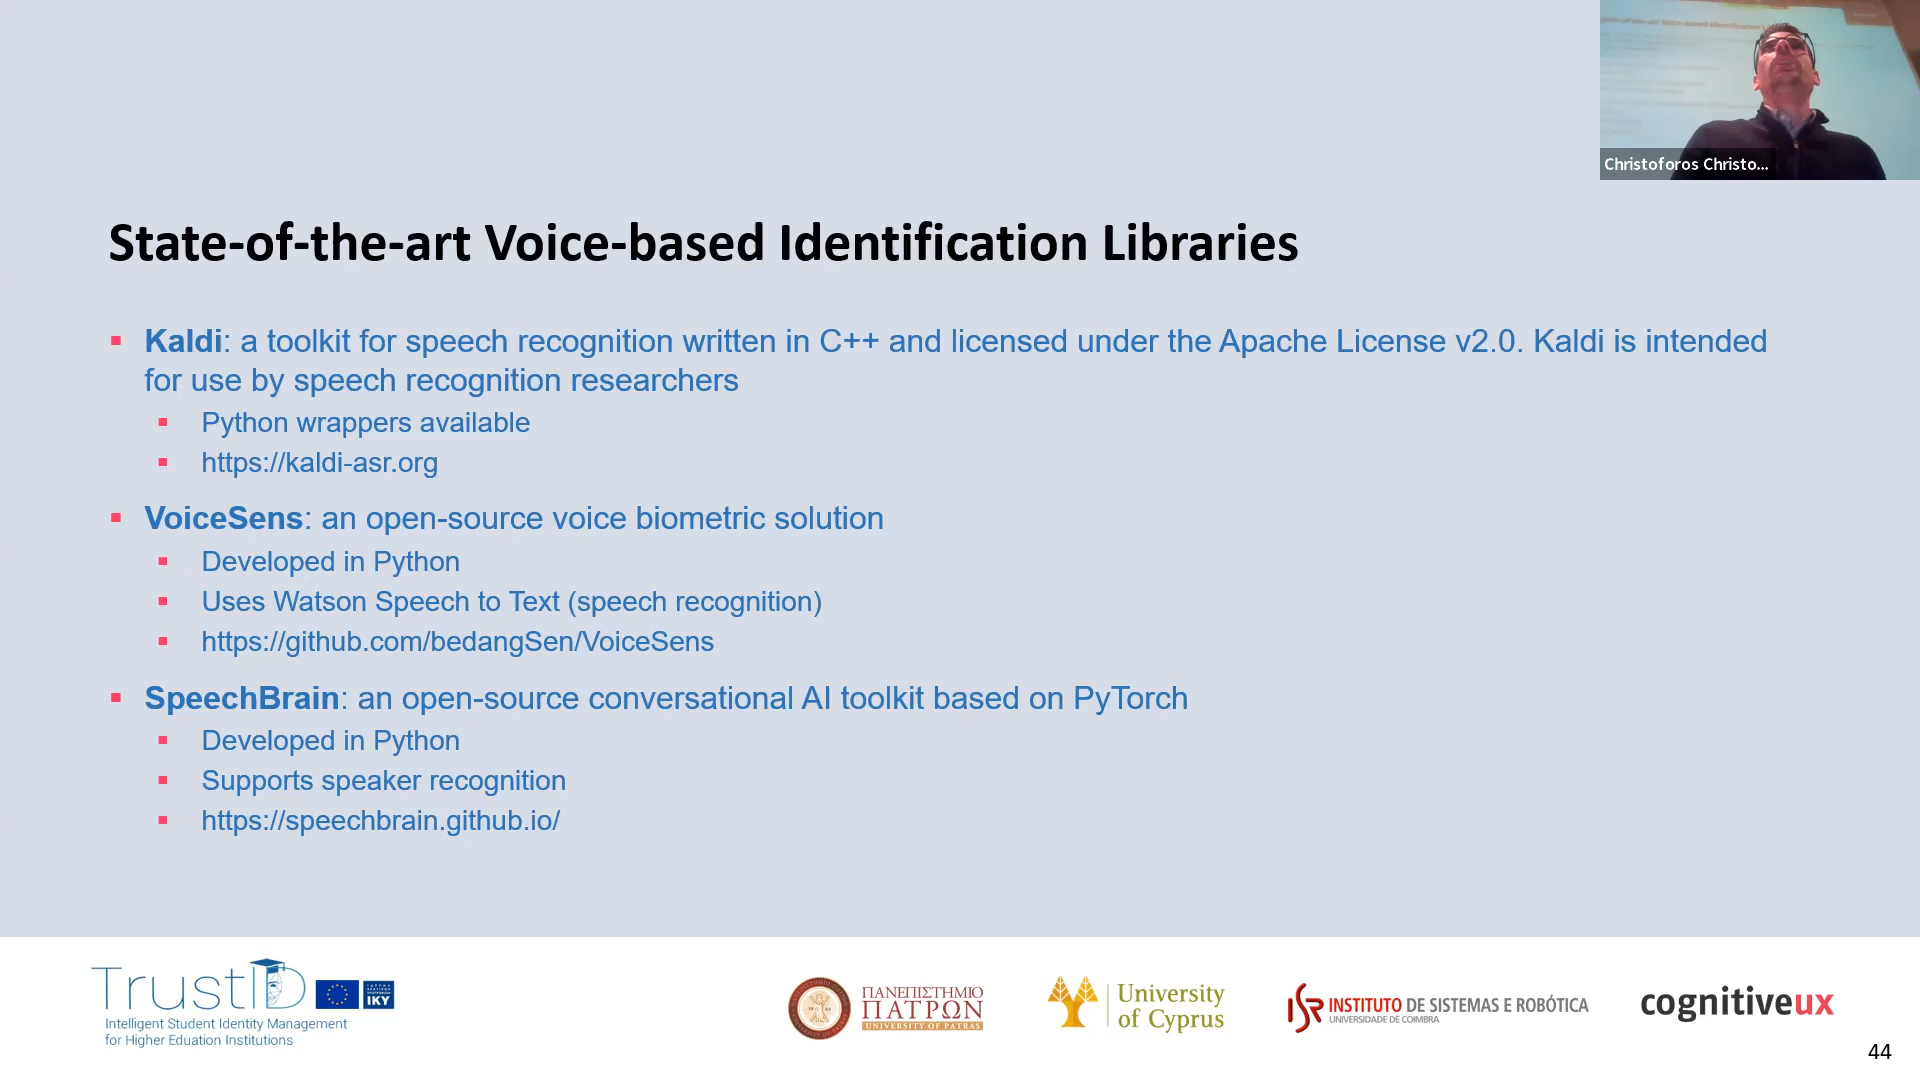 Christoforos Christo...
State-of-the-art Voice-based Identification Libraries
Kaldi: a toolkit for speech recognition written in C++ and licensed under the Apache License v2.0. Kaldi is intended
for use by speech recognition researchers
Python wrappers available
https://kaldi-asr.org
VoiceSens: an open-source voice biometric solution
Developed in Python
Uses Watson Speech to Text (speech recognition)
https://github.com/bedangSen/VoiceSens
SpeechBrain: an open-source conversational AI toolkit based on PyTorch
Developed in Python
Supports speaker recognition
https://speechbrain.github.io/
TrustID
IKY
Intelligent Student Identity Management
for Higher Eduation Institutions
ΠΑΝΕΠΙΣΤΗΜΙΟ
ΠΑΤΡΩΝ
UNIVERSITY OF PATRAS
University
of Cyprus
ISR INSTITUTO DE SISTEMAS E ROBÓTICA
UNIVERSIDADE DE COIMBRA
cognitiveux
44